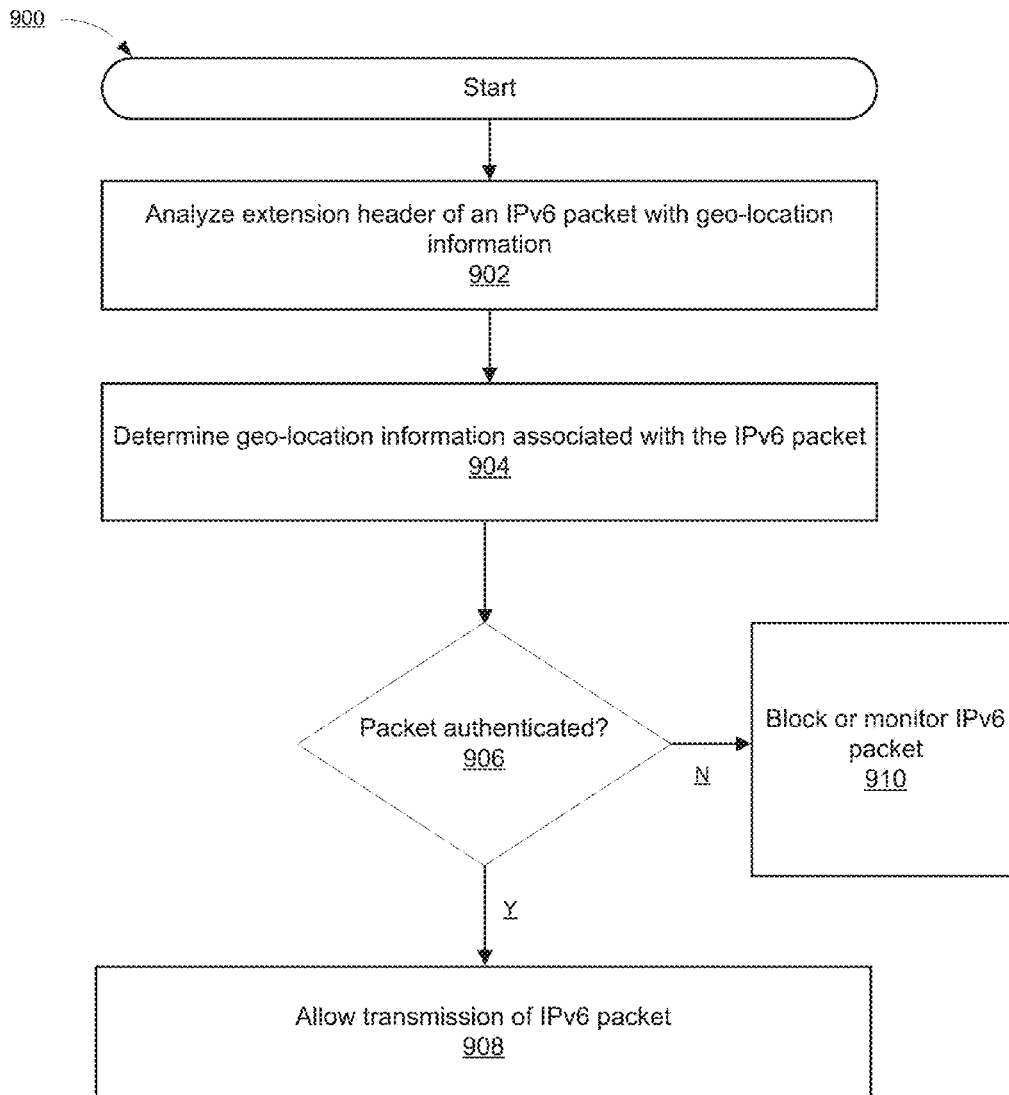 900
Start
Analyze extension header of an IPv6 packet with geo-location
information
902
Determine geo-location information associated with the IPv6 packet
904
Packet authenticated?
906
N
Block or monitor IPv6
packet
910
Y
Allow transmission of IPv6 packet
908